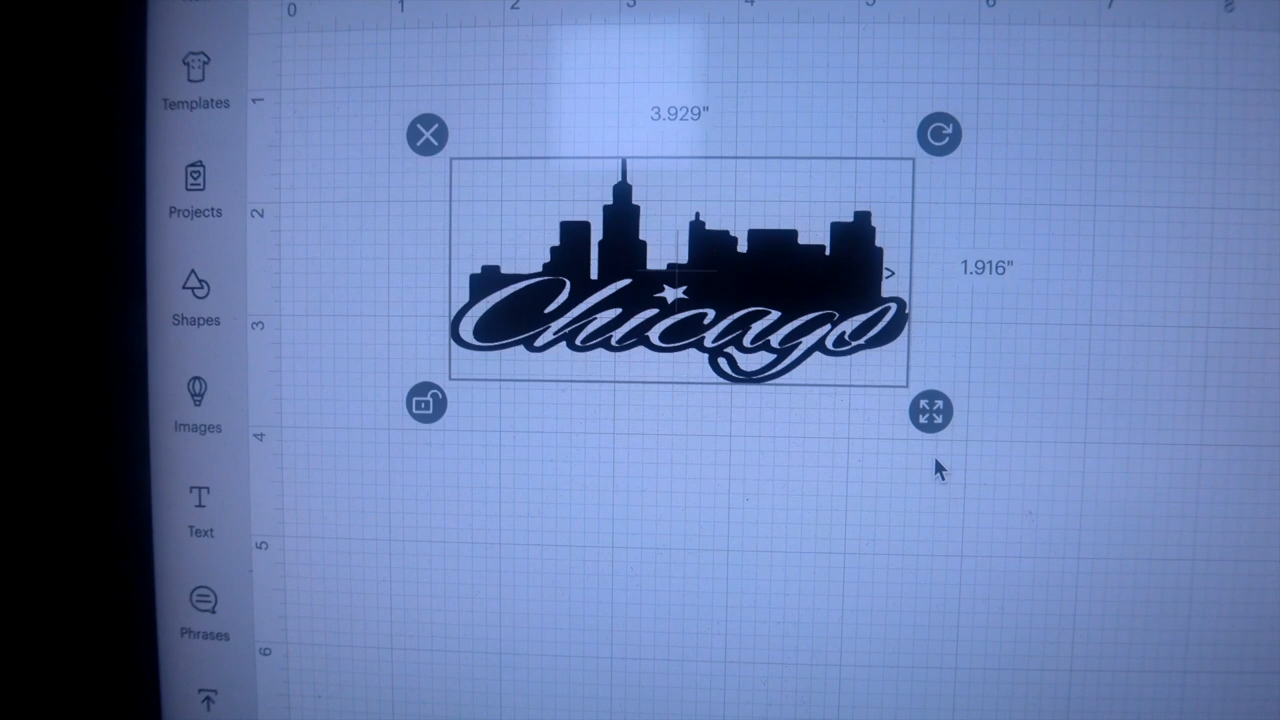 0 1 2 3 4 5 6 7 8
Templates
Projects
Shapes
Images
Text
Phrases
1
2
3
4
5
6
3.929"
1.916"
Chicago